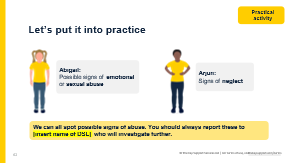 Practical
activity
Let's put it into practice
Abigail:
Possible signs of emotional
or sexual abuse
Arjun:
Signs of neglect
We can all spot possible signs of abuse. You should always report these to
[insert name of DSL] who will investigate further.